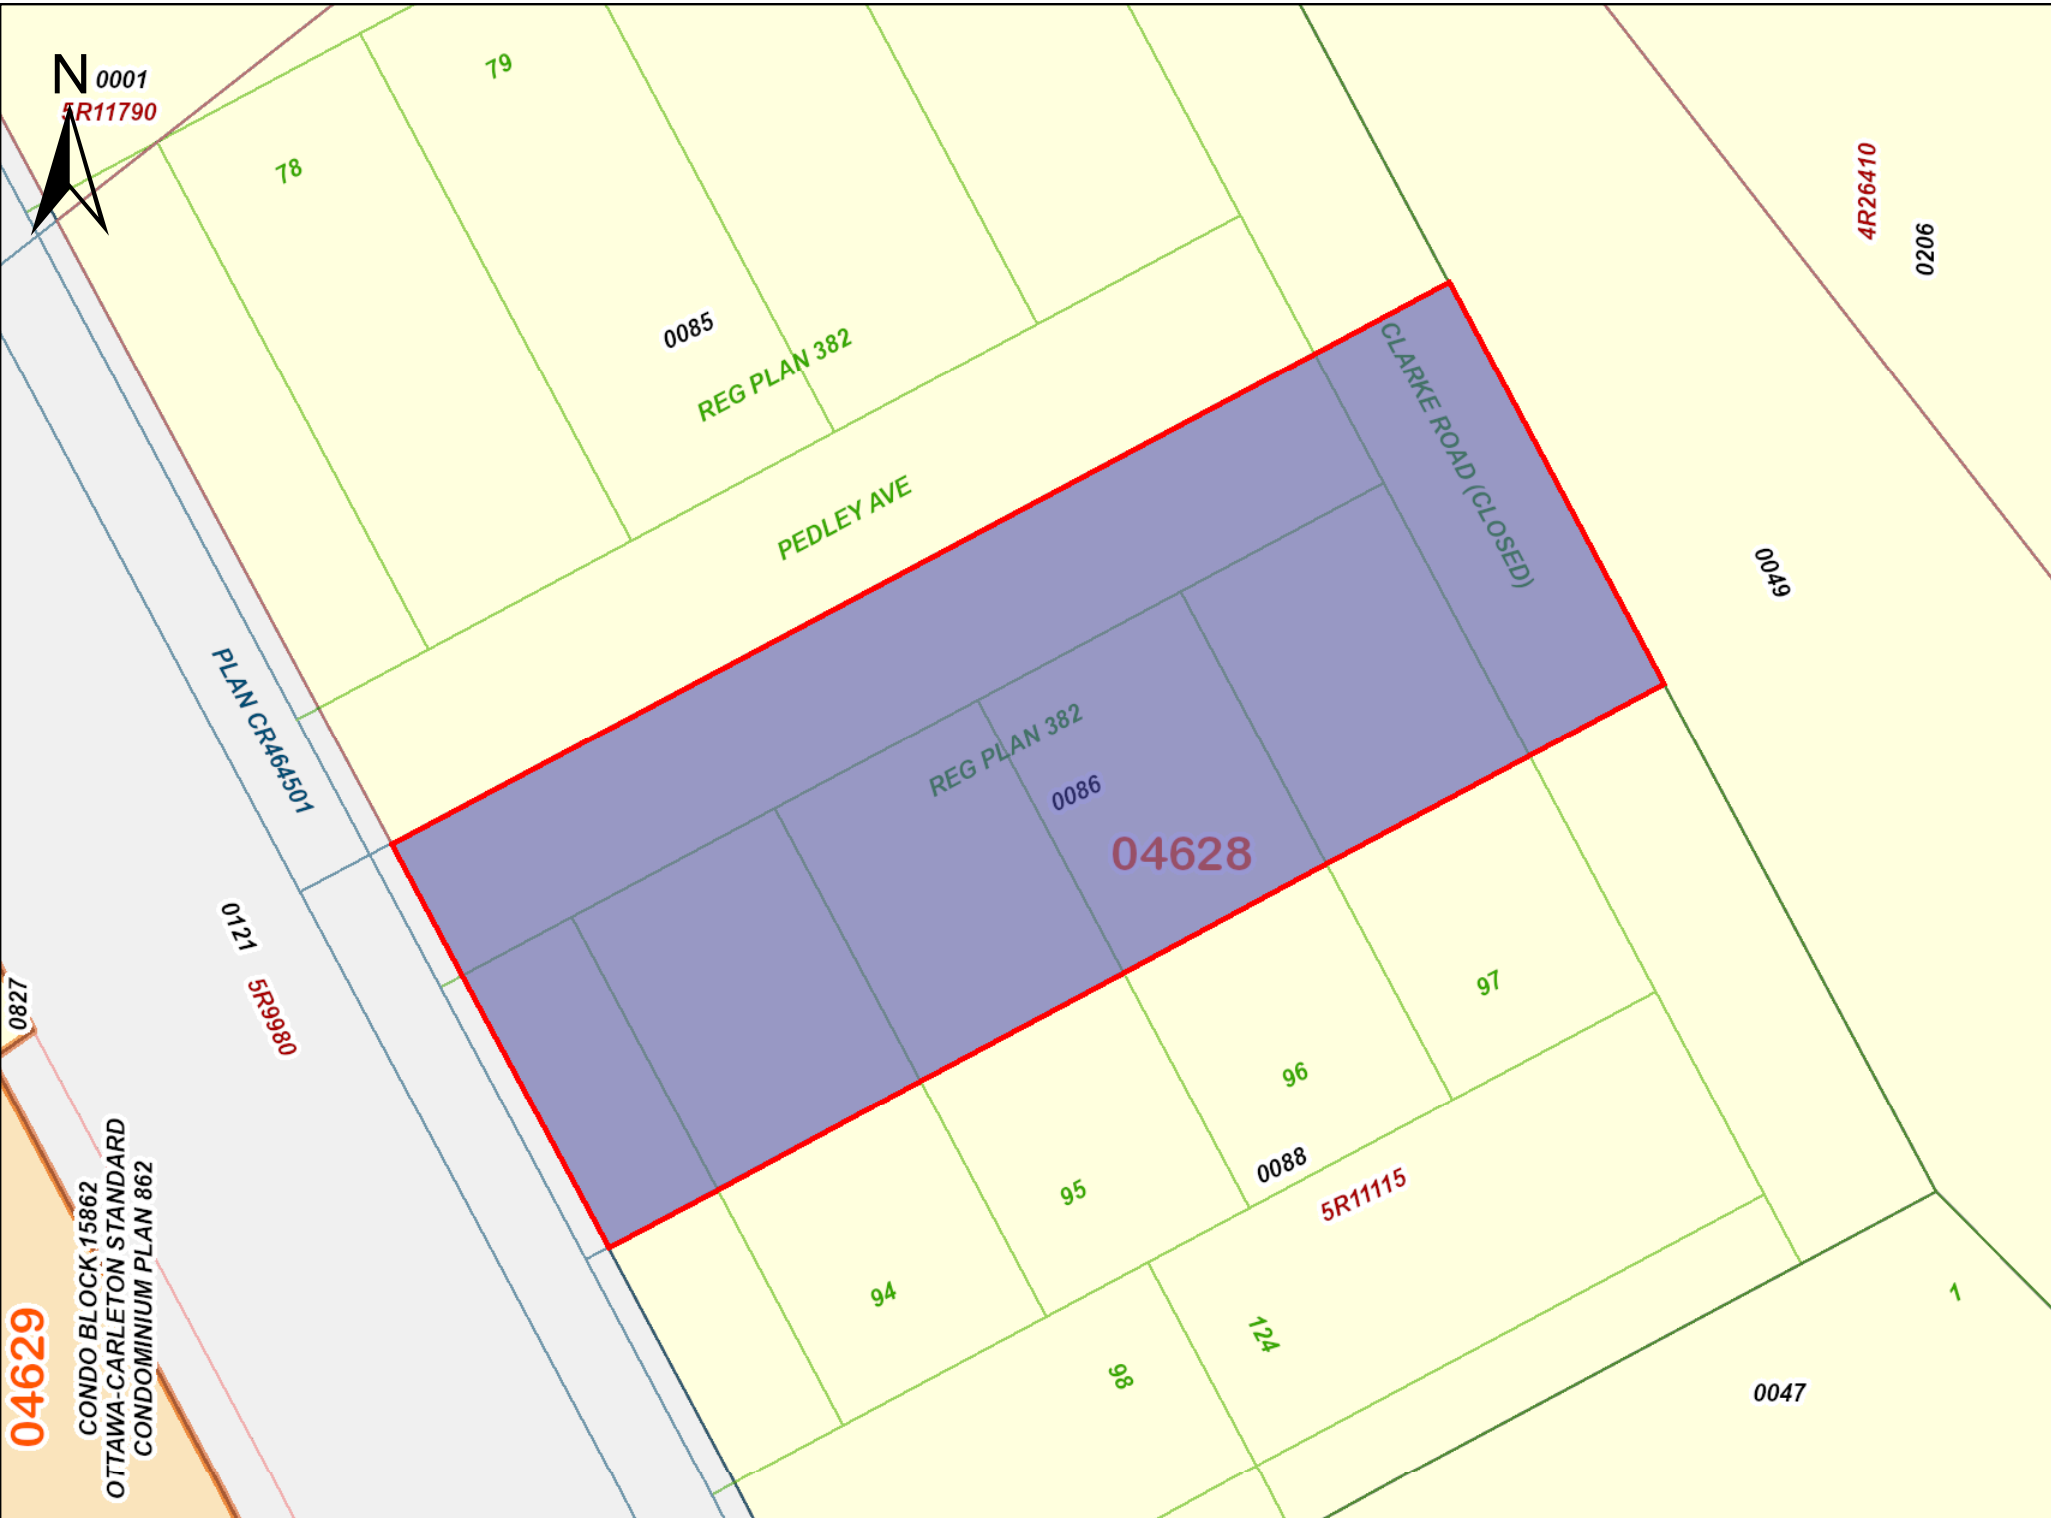 N
0001
5R11790
79
78
4R26410
0206
0085
REG PLAN 382
CLARKE ROAD (CLOSED)
PEDLEY AVE
0049
PLAN CR464501
REG PLAN 382
0086
04628
0121
5R9980
0827
97
96
95
0088
5R11115
94
124
98
1
0047
04629
CONDO BLOCK 15862
OTTAWA-CARLETON STANDARD
CONDOMINIUM PLAN 862